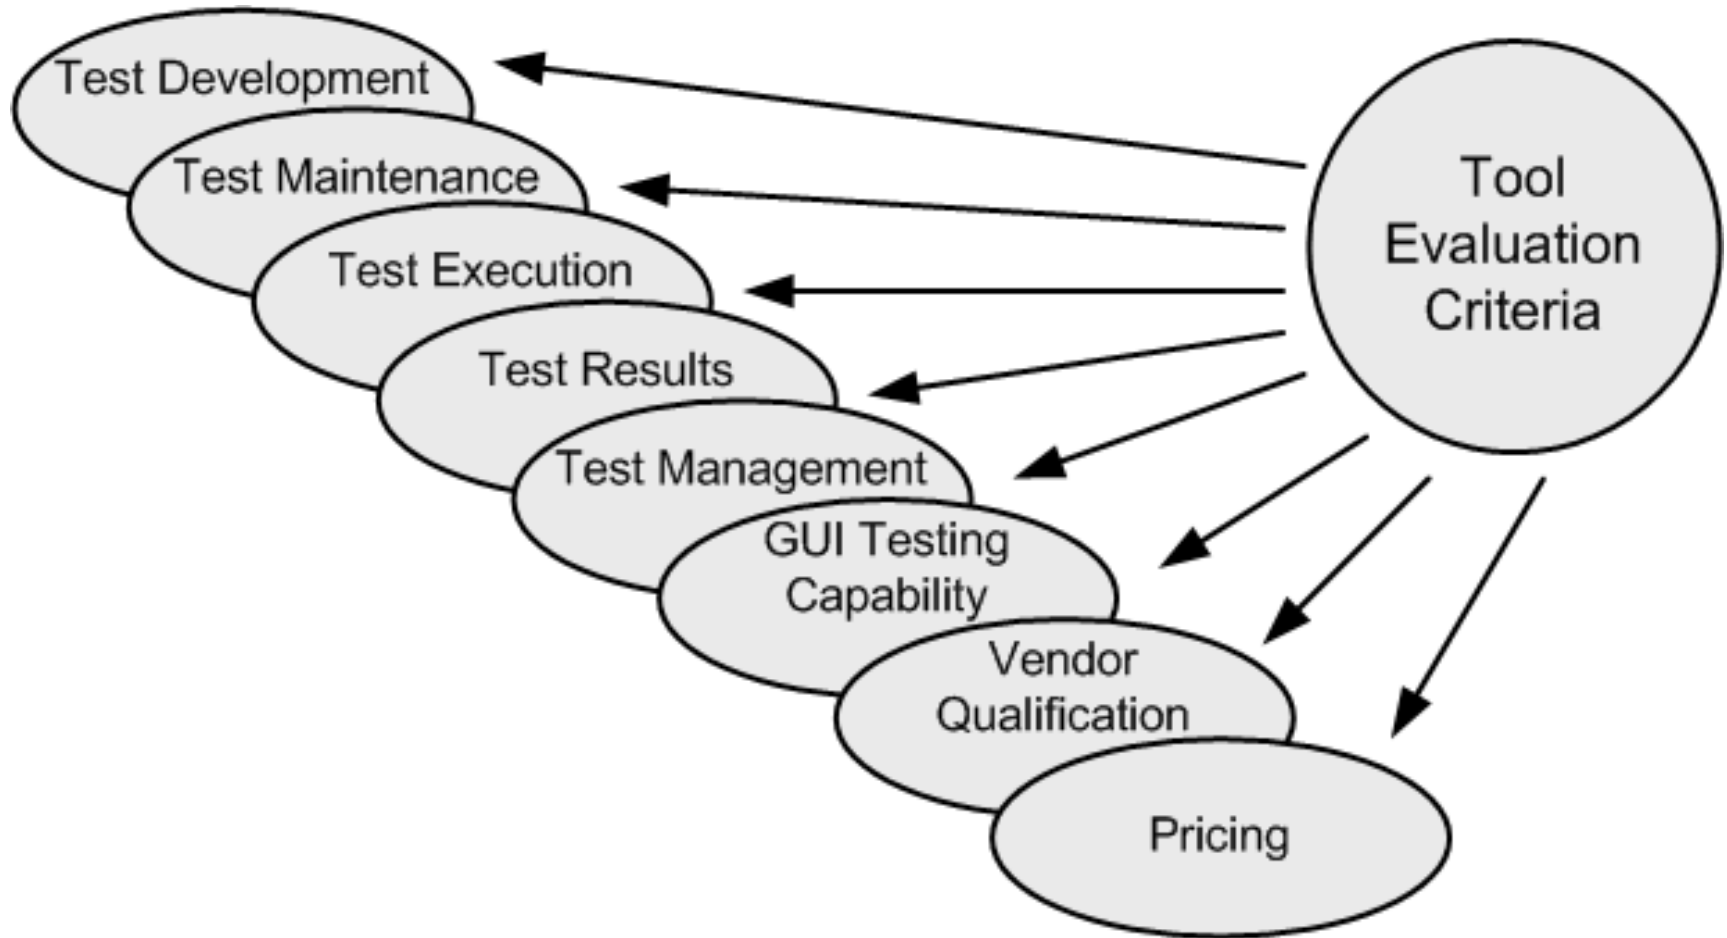 Test Development
Test Maintenance
Test Execution
Test Results
Test Management
GUI Testing
Capability
Vendor
Qualification
Pricing
Tool
Evaluation
Criteria